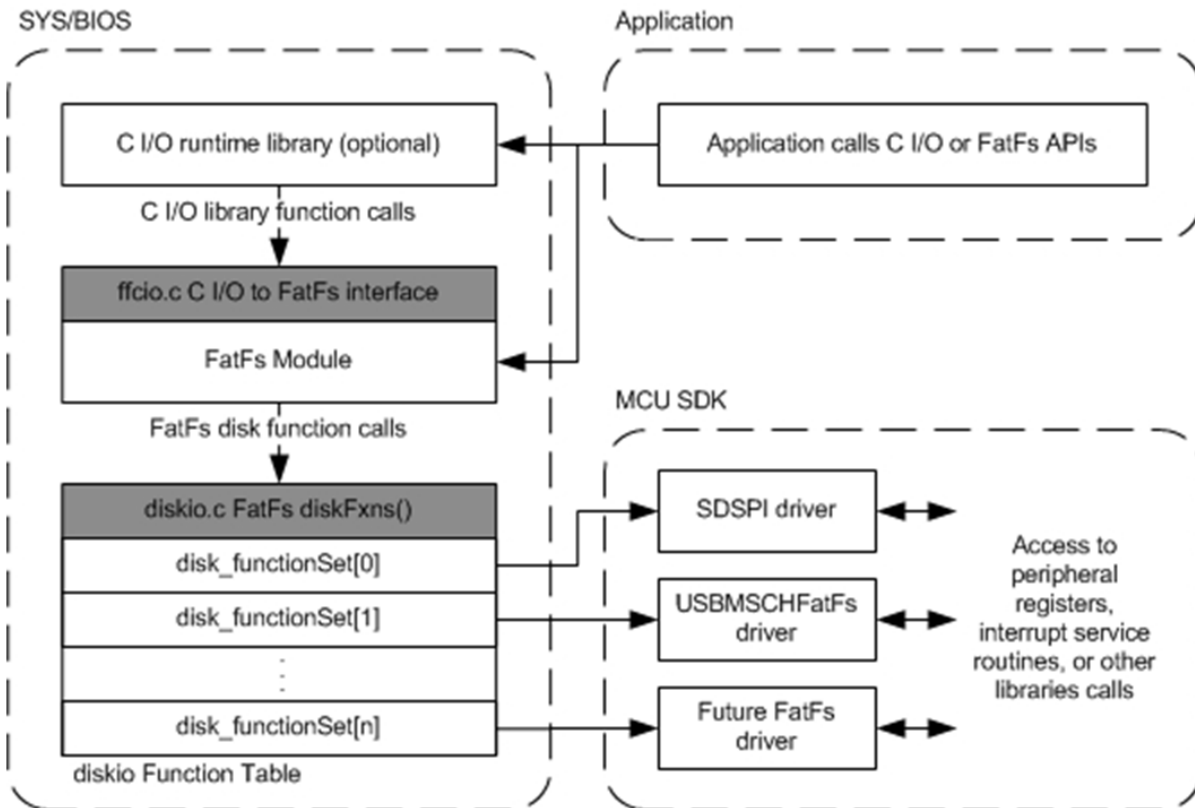 SYS/BIOS
C I/O runtime library (optional)
C I/O library function calls
ffcio.c C I/O to FatFs interface
FatFs Module
FatFs disk function calls
diskio.c FatFs diskFxns()
disk_functionSet[0]
disk_functionSet[1]
⋮
disk_functionSet[n]
diskio Function Table
Application
Application calls C I/O or FatFs APIs
MCU SDK
SDSPI driver
USBMSCHFatFs
driver
Future FatFs
driver
Access to
peripheral
registers,
interrupt service
routines, or other
libraries calls